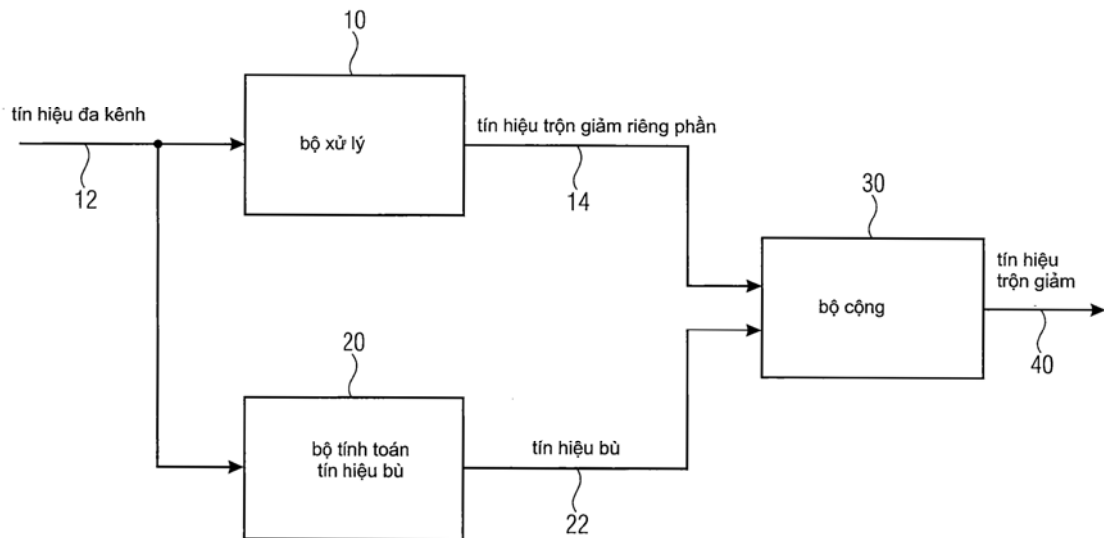 10
tín hiệu đa kênh
bộ xử lý
tín hiệu trộn giảm riêng phần
12
14
30
tín hiệu
trộn giảm
bộ cộng
40
20
bộ tính toán
tín hiệu bù
tín hiệu bù
22